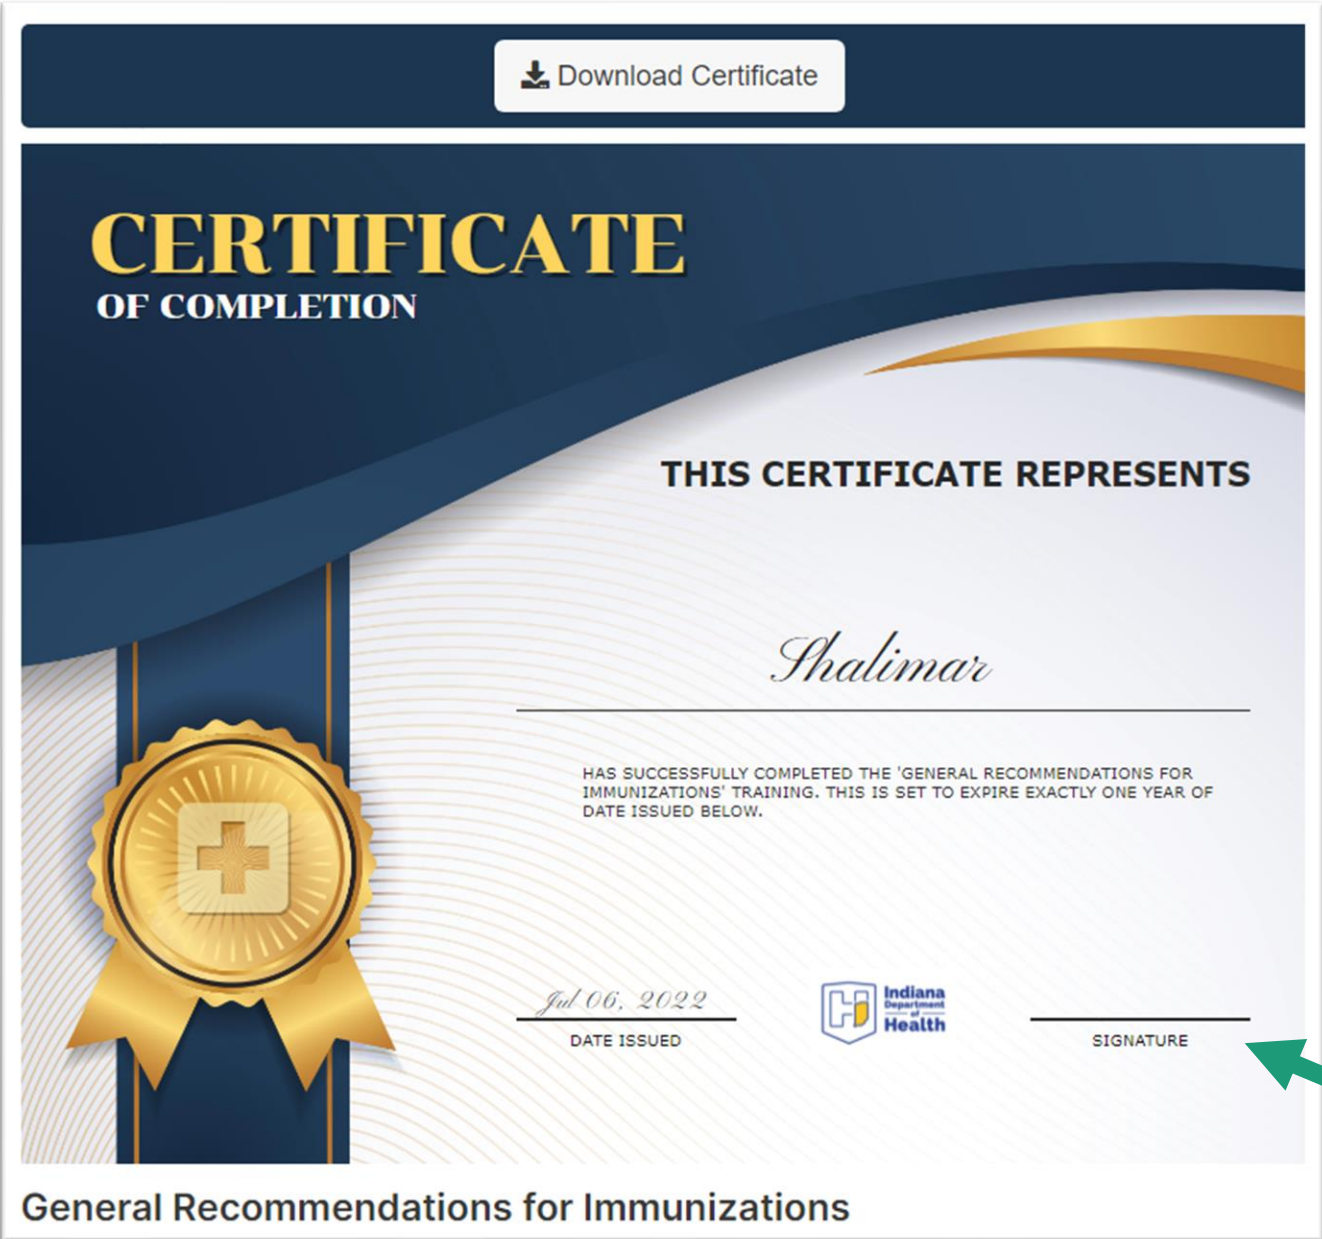 Download Certificate
CERTIFICATE
OF COMPLETION
THIS CERTIFICATE REPRESENTS
Shalimar
HAS SUCCESSFULLY COMPLETED THE 'GENERAL RECOMMENDATIONS FOR
IMMUNIZATIONS' TRAINING. THIS IS SET TO EXPIRE EXACTLY ONE YEAR OF
DATE ISSUED BELOW.
Jul 06, 2022
DATE ISSUED
Indiana
Department
of
Health
SIGNATURE
General Recommendations for Immunizations